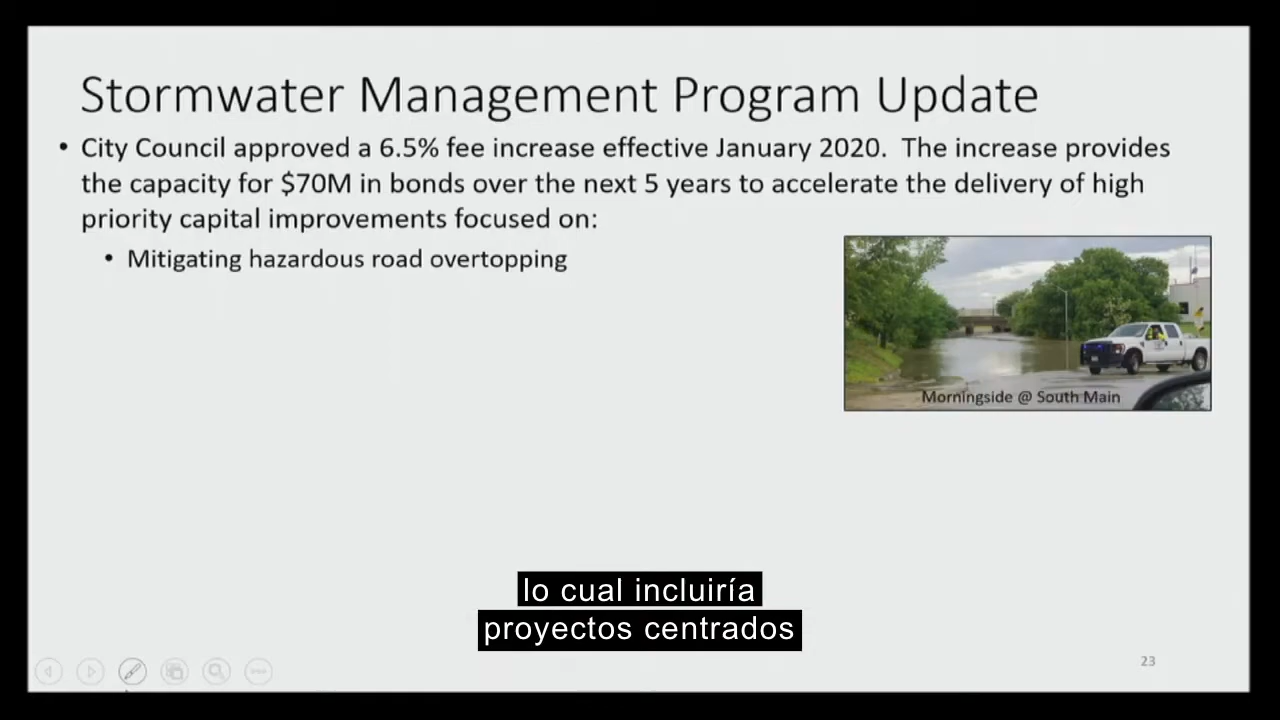 Stormwater Management Program Update
• City Council approved a 6.5% fee increase effective January 2020. The increase provides
the capacity for $70M in bonds over the next 5 years to accelerate the delivery of high
priority capital improvements focused on:
• Mitigating hazardous road overtopping
Morningside @ South Main
lo cual incluiría
proyectos centrados
23